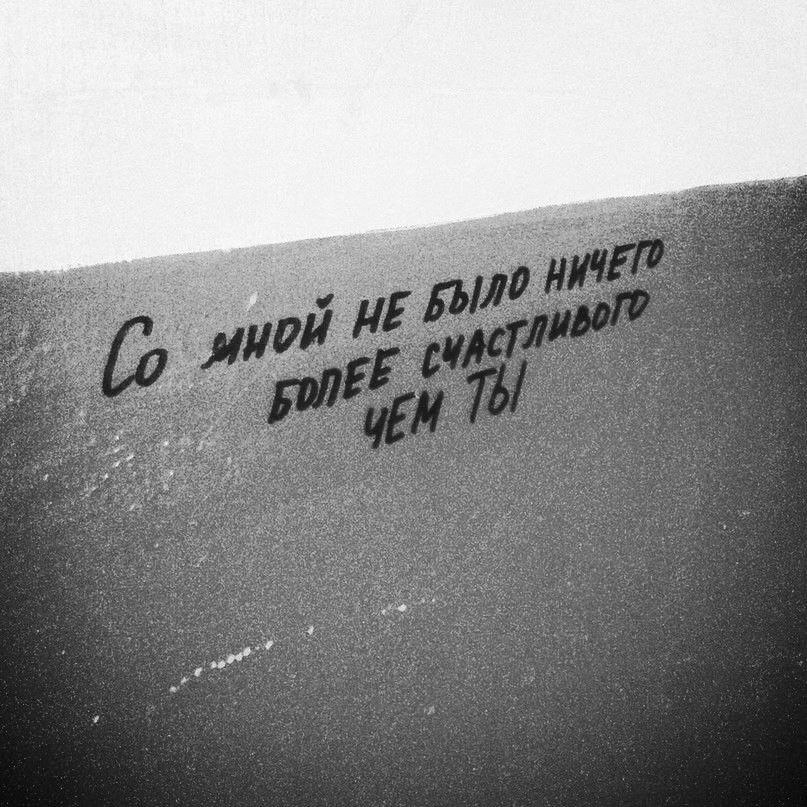 Со мной не было ничего
более счастливого
чем ты